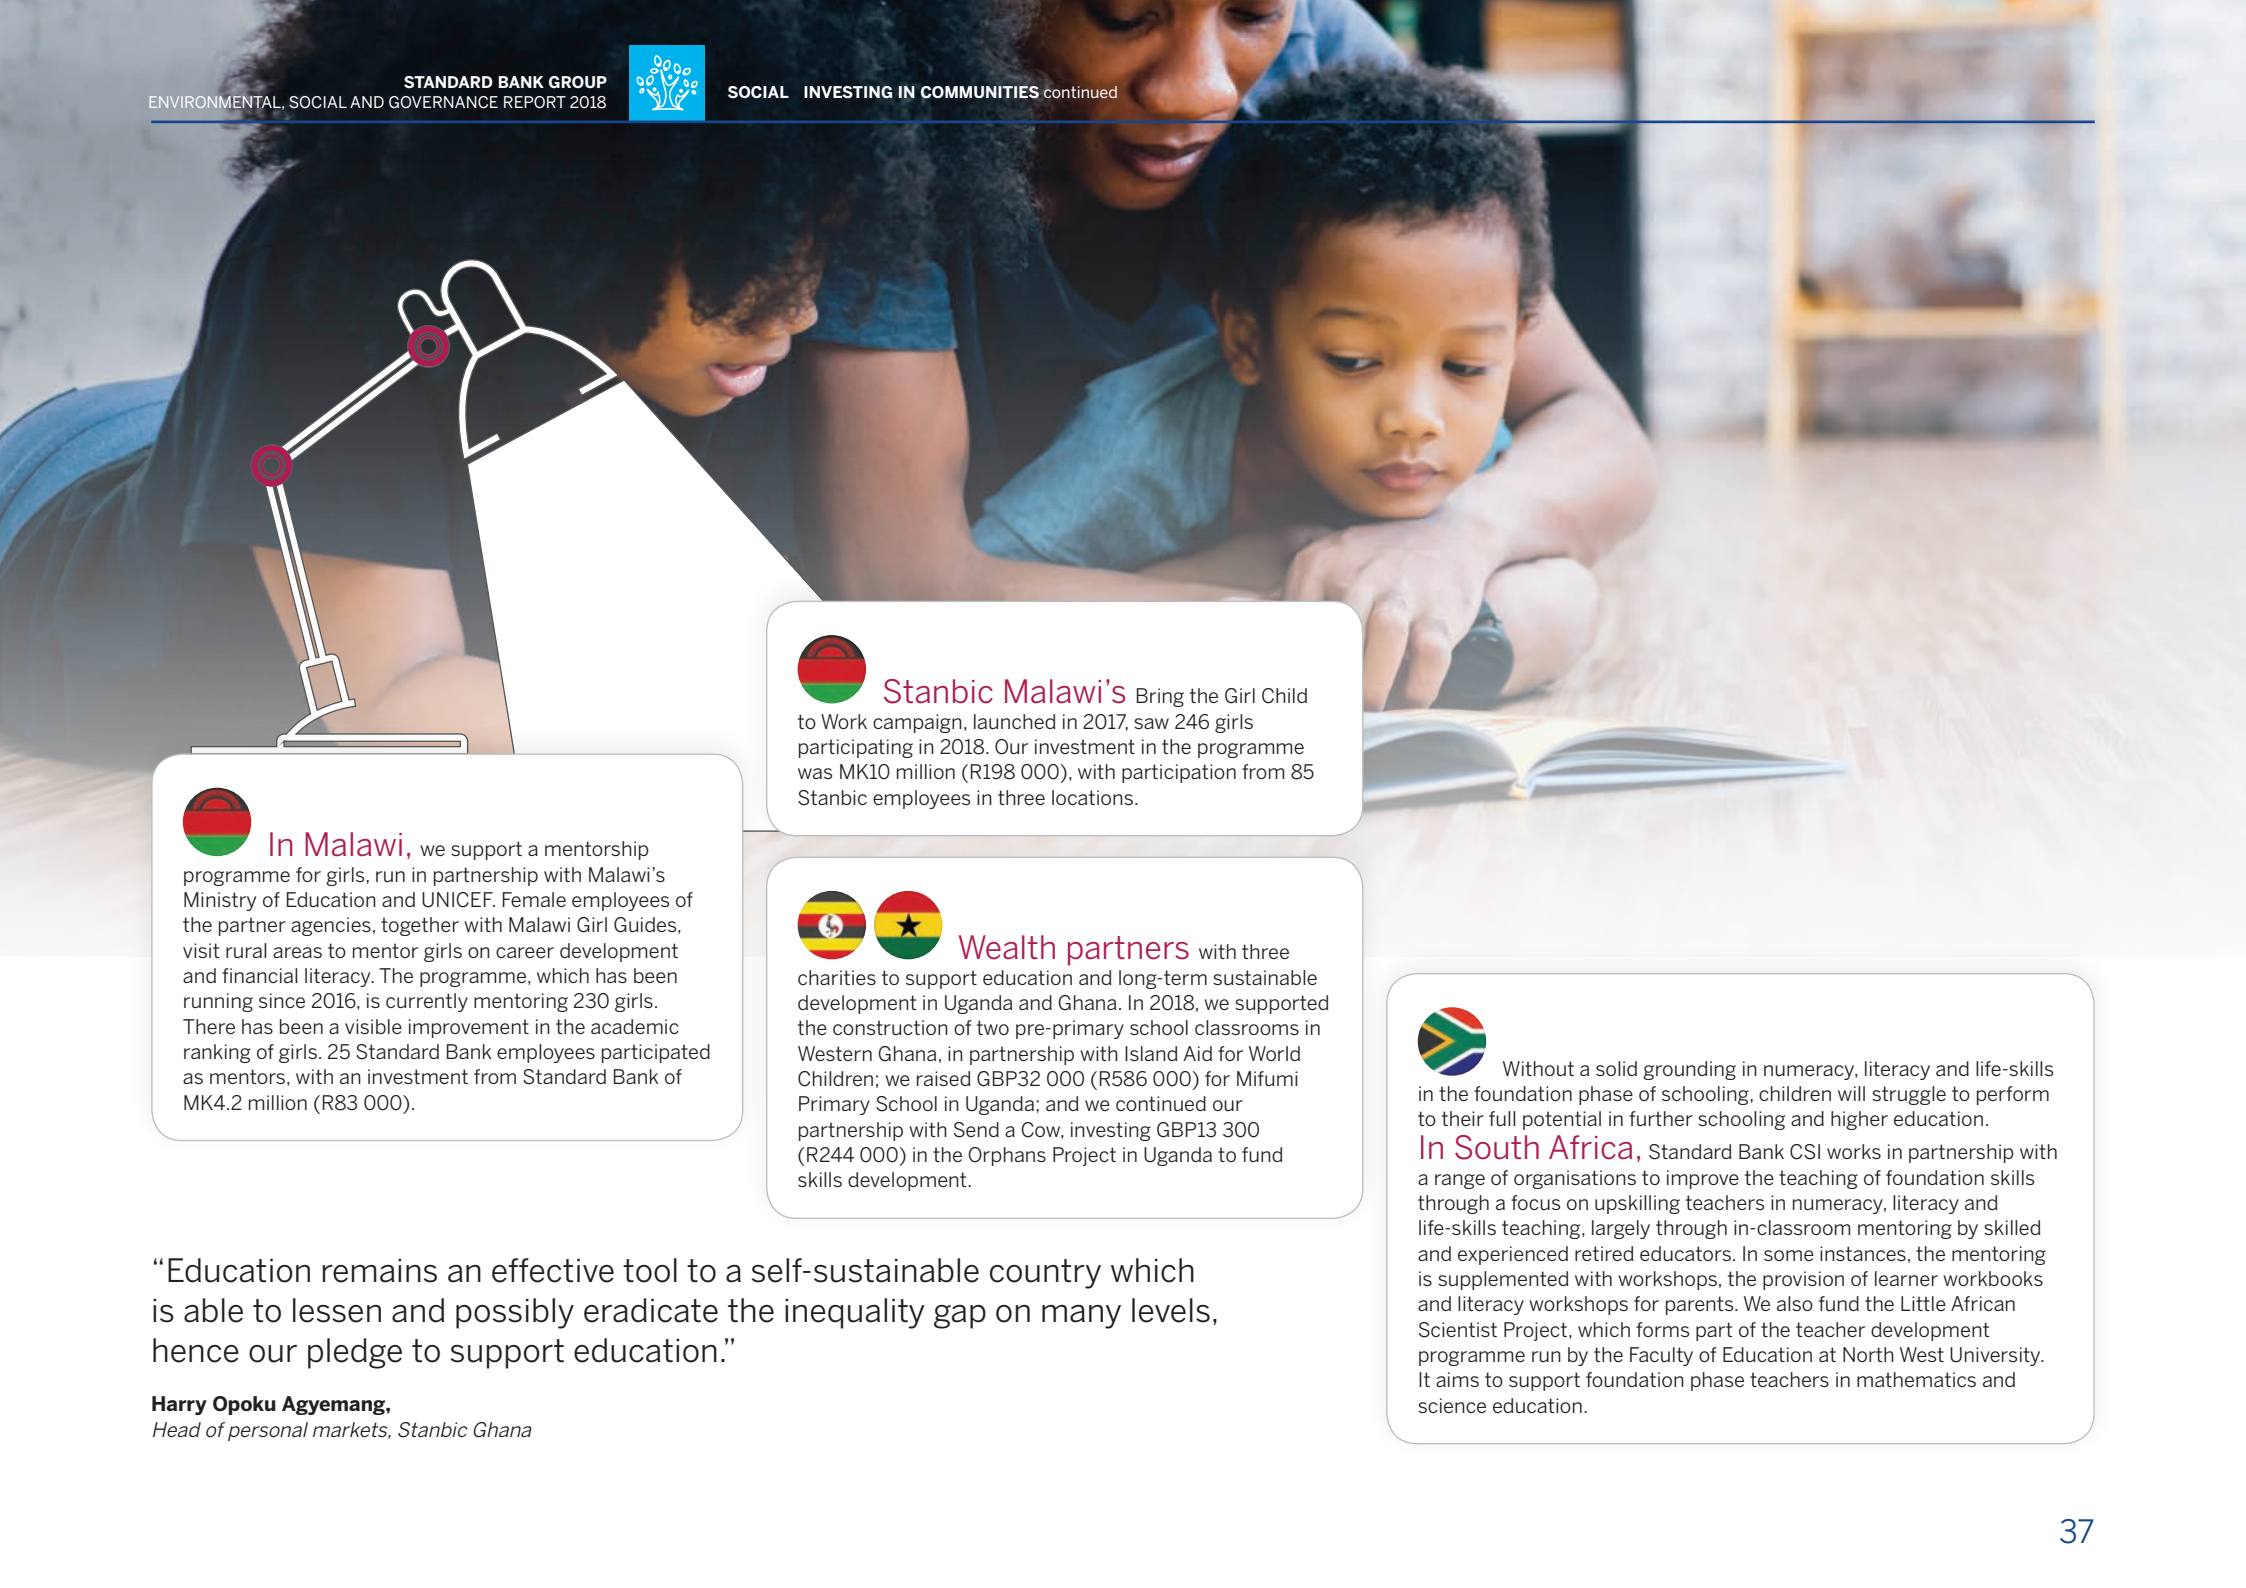 STANDARD BANK GROUP
ENVIRONMENTAL, SOCIAL AND GOVERNANCE REPORT 2018
SOCIAL INVESTING IN COMMUNITIES continued
In Malawi, we support a mentorship
programme for girls, run in partnership with Malawi’s
Ministry of Education and UNICEF. Female employees of
the partner agencies, together with Malawi Girl Guides,
visit rural areas to mentor girls on career development
and financial literacy. The programme, which has been
running since 2016, is currently mentoring 230 girls.
There has been a visible improvement in the academic
ranking of girls. 25 Standard Bank employees participated
as mentors, with an investment from Standard Bank of
MK4.2 million (R83 000).
Stanbic Malawi’s Bring the Girl Child
to Work campaign, launched in 2017, saw 246 girls
participating in 2018. Our investment in the programme
was MK10 million (R198 000), with participation from 85
Stanbic employees in three locations.
Wealth partners with three
charities to support education and long-term sustainable
development in Uganda and Ghana. In 2018, we supported
the construction of two pre-primary school classrooms in
Western Ghana, in partnership with Island Aid for World
Children; we raised GBP32 000 (R586 000) for Mifumi
Primary School in Uganda; and we continued our
partnership with Send a Cow, investing GBP13 300
(R244 000) in the Orphans Project in Uganda to fund
skills development.
Without a solid grounding in numeracy, literacy and life-skills
in the foundation phase of schooling, children will struggle to perform
to their full potential in further schooling and higher education.
In South Africa, Standard Bank CSI works in partnership with
a range of organisations to improve the teaching of foundation skills
through a focus on upskilling teachers in numeracy, literacy and
life-skills teaching, largely through in-classroom mentoring by skilled
and experienced retired educators. In some instances, the mentoring
is supplemented with workshops, the provision of learner workbooks
and literacy workshops for parents. We also fund the Little African
Scientist Project, which forms part of the teacher development
programme run by the Faculty of Education at North West University.
It aims to support foundation phase teachers in mathematics and
science education.
“Education remains an effective tool to a self-sustainable country which
is able to lessen and possibly eradicate the inequality gap on many levels,
hence our pledge to support education.”
Harry Opoku Agyemang,
Head of personal markets, Stanbic Ghana
37